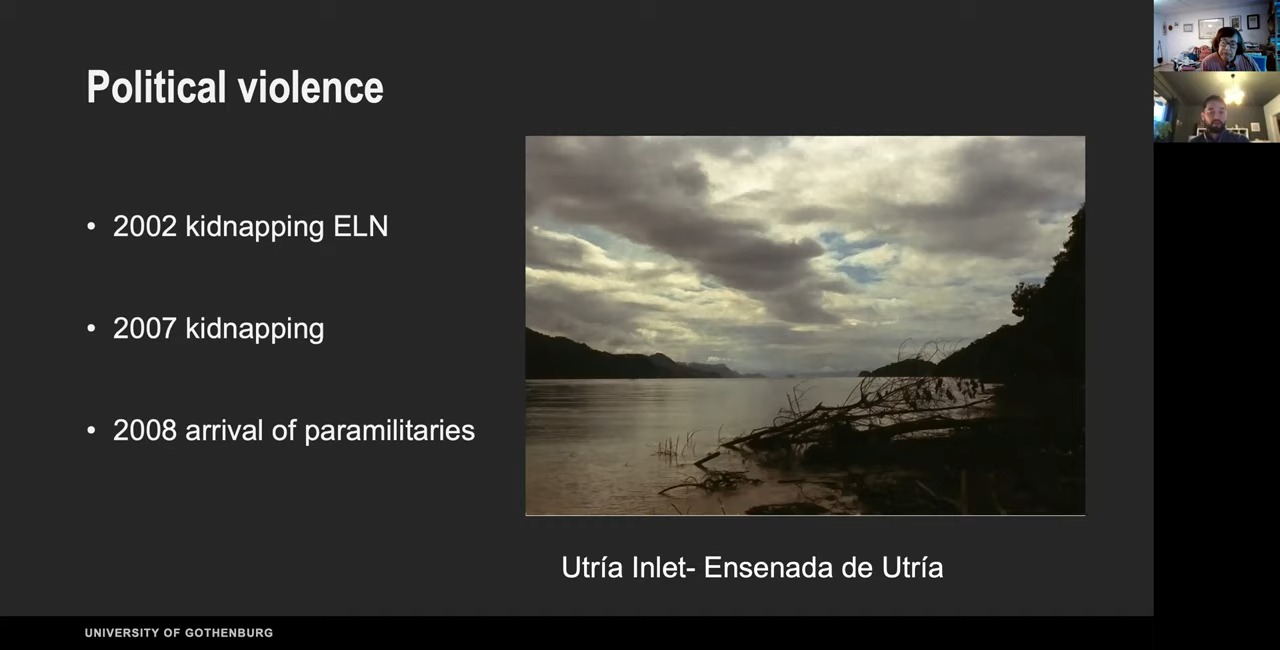 Political violence
• 2002 kidnapping ELN
• 2007 kidnapping
• 2008 arrival of paramilitaries
Utría Inlet- Ensenada de Utría
UNIVERSITY OF GOTHENBURG